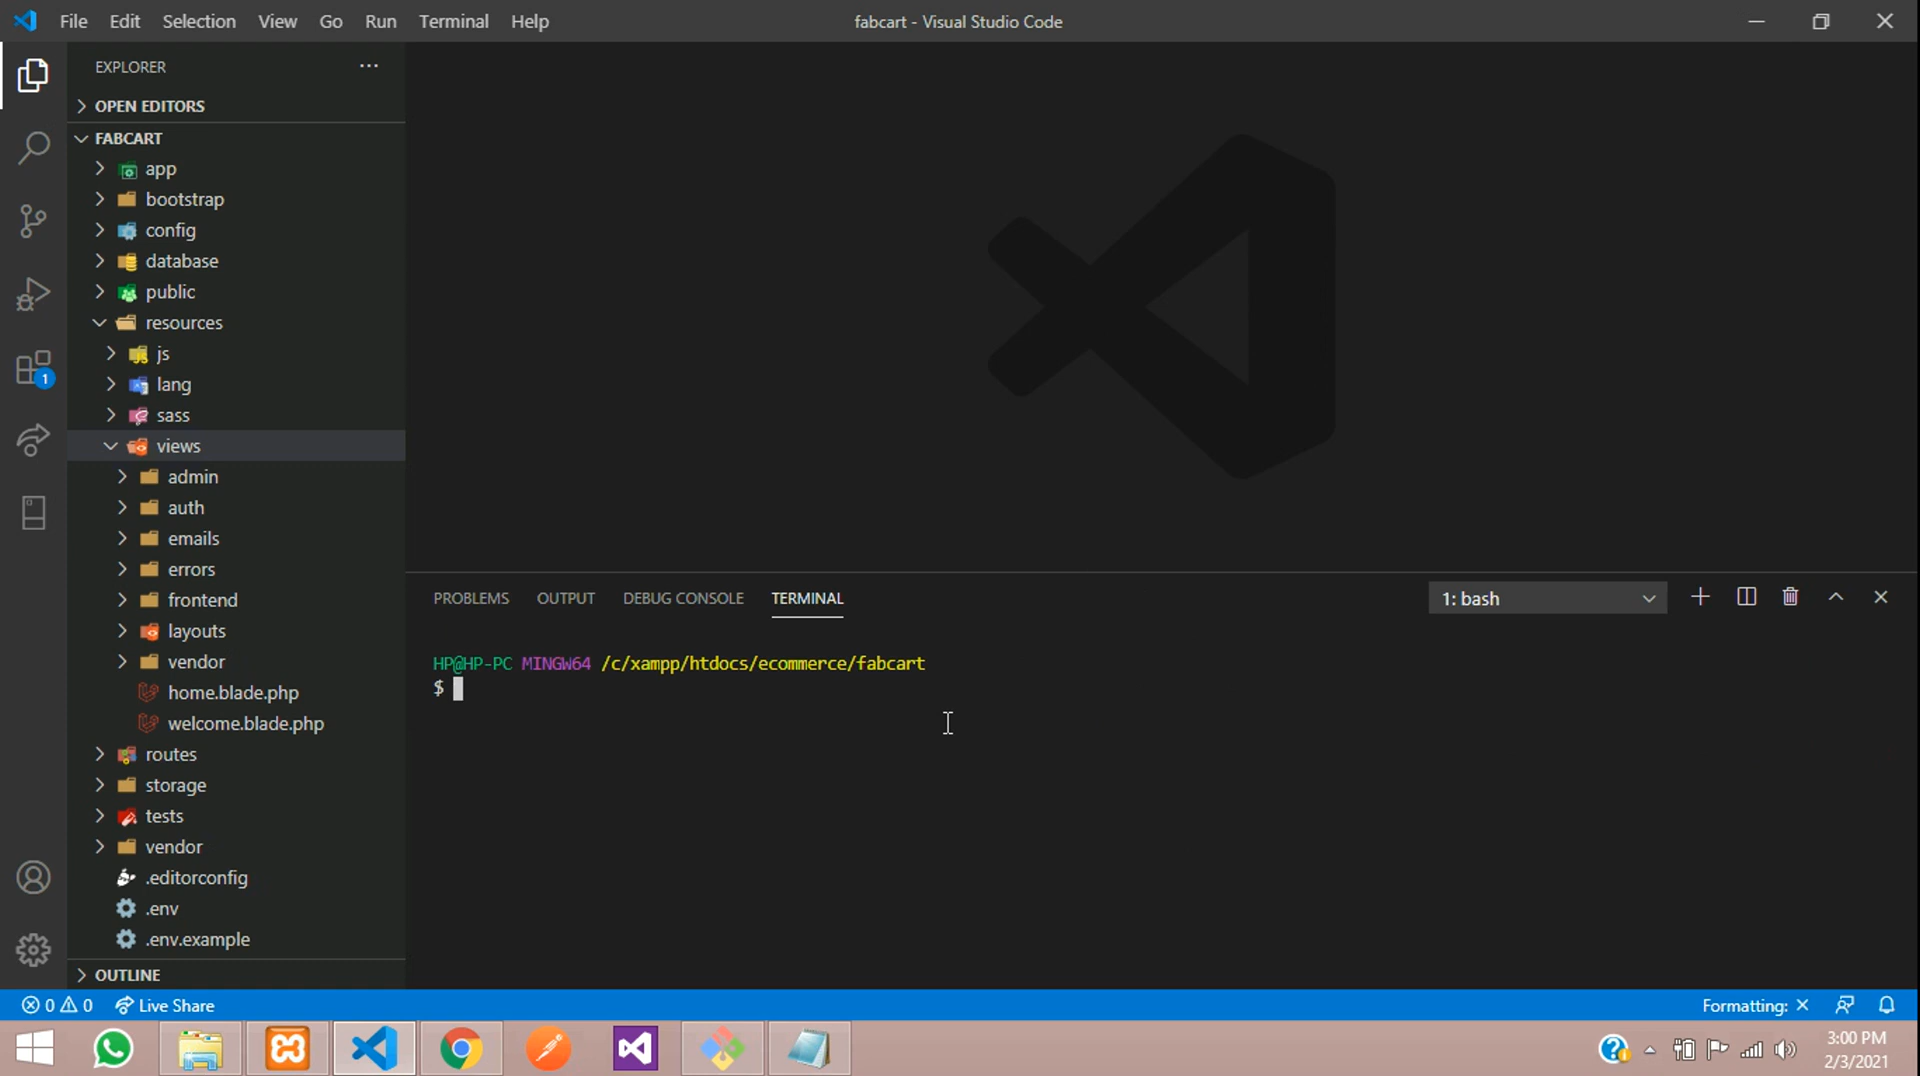 File Edit Selection View Go Run Terminal Help
fabcart - Visual Studio Code
EXPLORER
OPEN EDITORS
FABCART
app
bootstrap
config
database
public
resources
js
lang
sass
views
admin
auth
emails
errors
frontend
layouts
vendor
home.blade.php
welcome.blade.php
routes
storage
tests
vendor
.editorconfig
.env
.env.example
OUTLINE
1
PROBLEMS OUTPUT DEBUG CONSOLE TERMINAL
1: bash
HP@HP-PC MINGW64 /c/xampp/htdocs/ecommerce/fabcart
$
0 0 Live Share
Formatting: ×
3:00 PM
2/3/2021